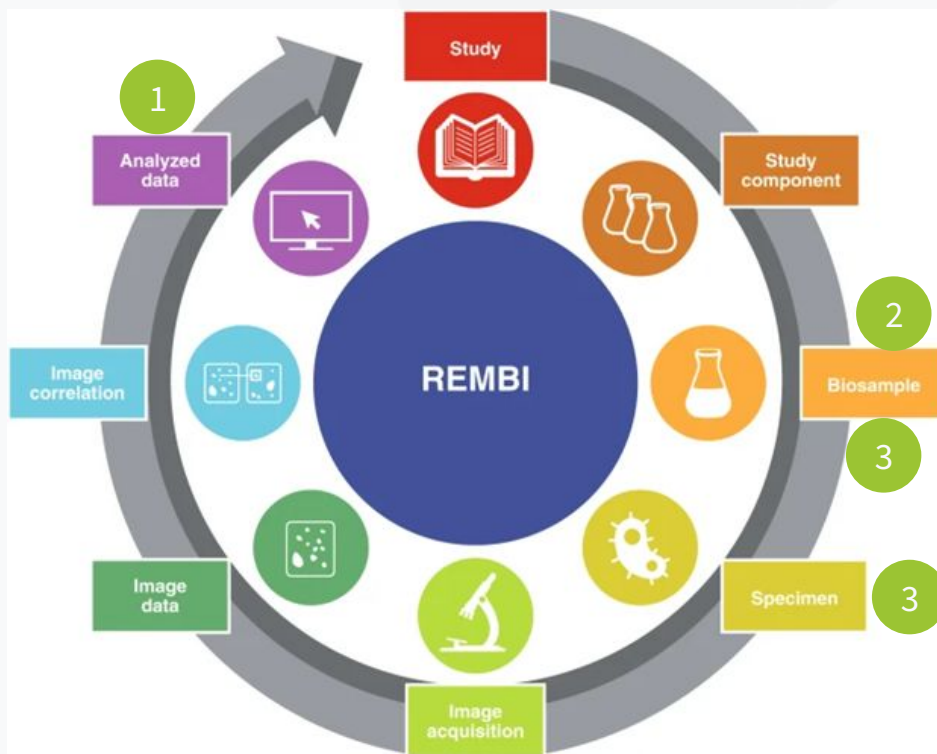 Study
1
Analyzed
data
Study
component
2
Image
correlation
REMBI
Biosample
3
Image
data
Specimen
3
Image
acquisition